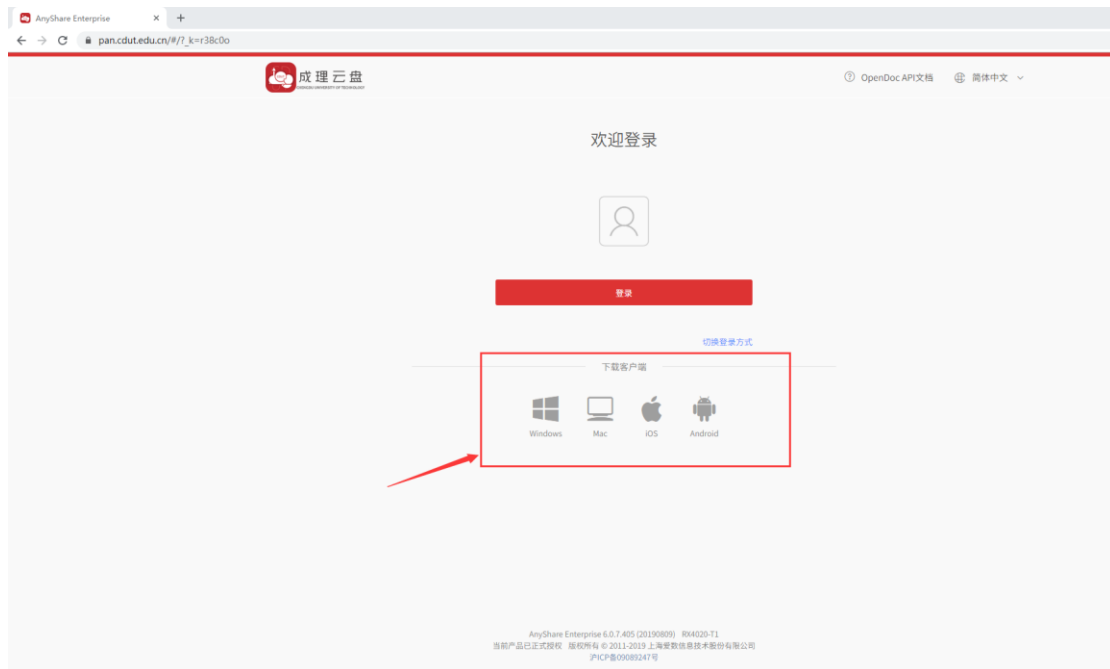 AnyShare Enterprise
pan.cdut.edu.cn/#/?_k=r38c0o
成理云盘
CHENGDU UNIVERSITY OF TECHNOLOGY
OpenDoc API文档 简体中文
欢迎登录
登录
切换登录方式
下载客户端
Windows Mac iOS Android
AnyShare Enterprise 6.0.7.405 (20190809) RX4020-T1
当前产品已正式授权 版权所有 © 2011-2019 上海爱数信息技术股份有限公司
沪ICP备09089247号